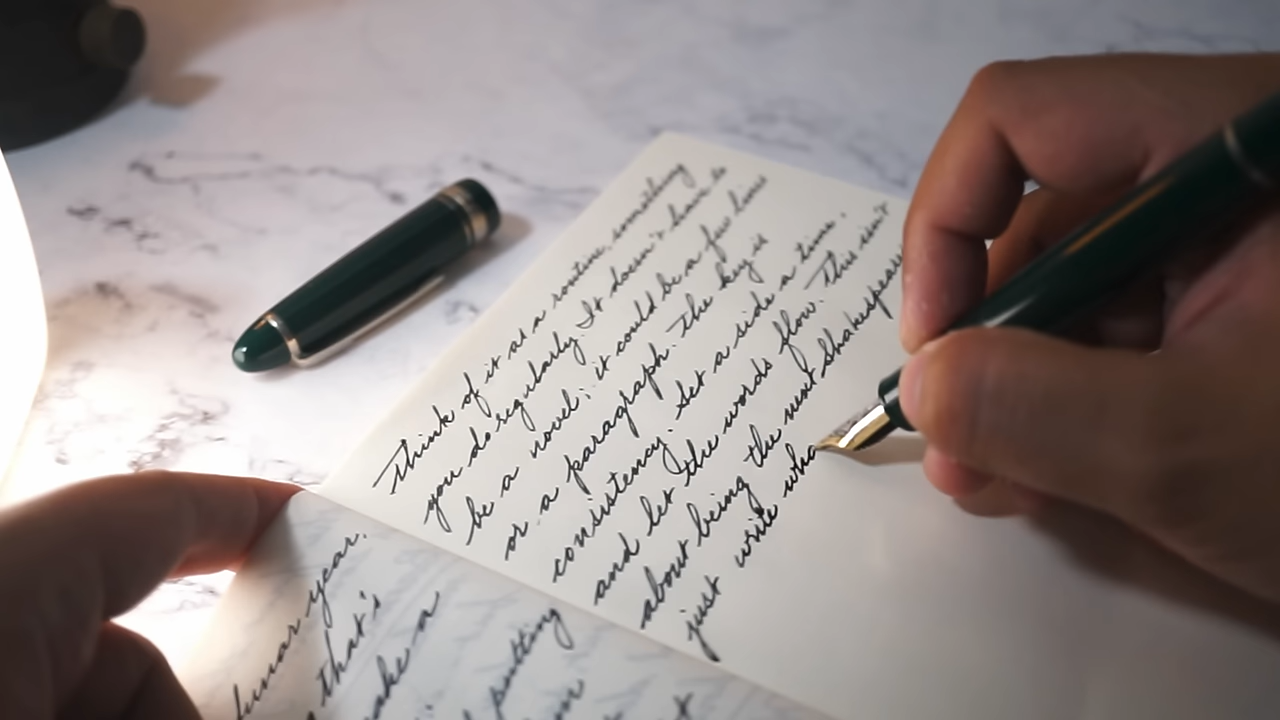 lunar year.
that's
make a
putting
Think of it as a routine, something
you do regularly. It doesn't have to
be a novel; it could be a few lines
or a paragraph. The key is
consistency. Set a side a time.
and let the words flow. This isn't
about being the next Shakespeare
just write wha